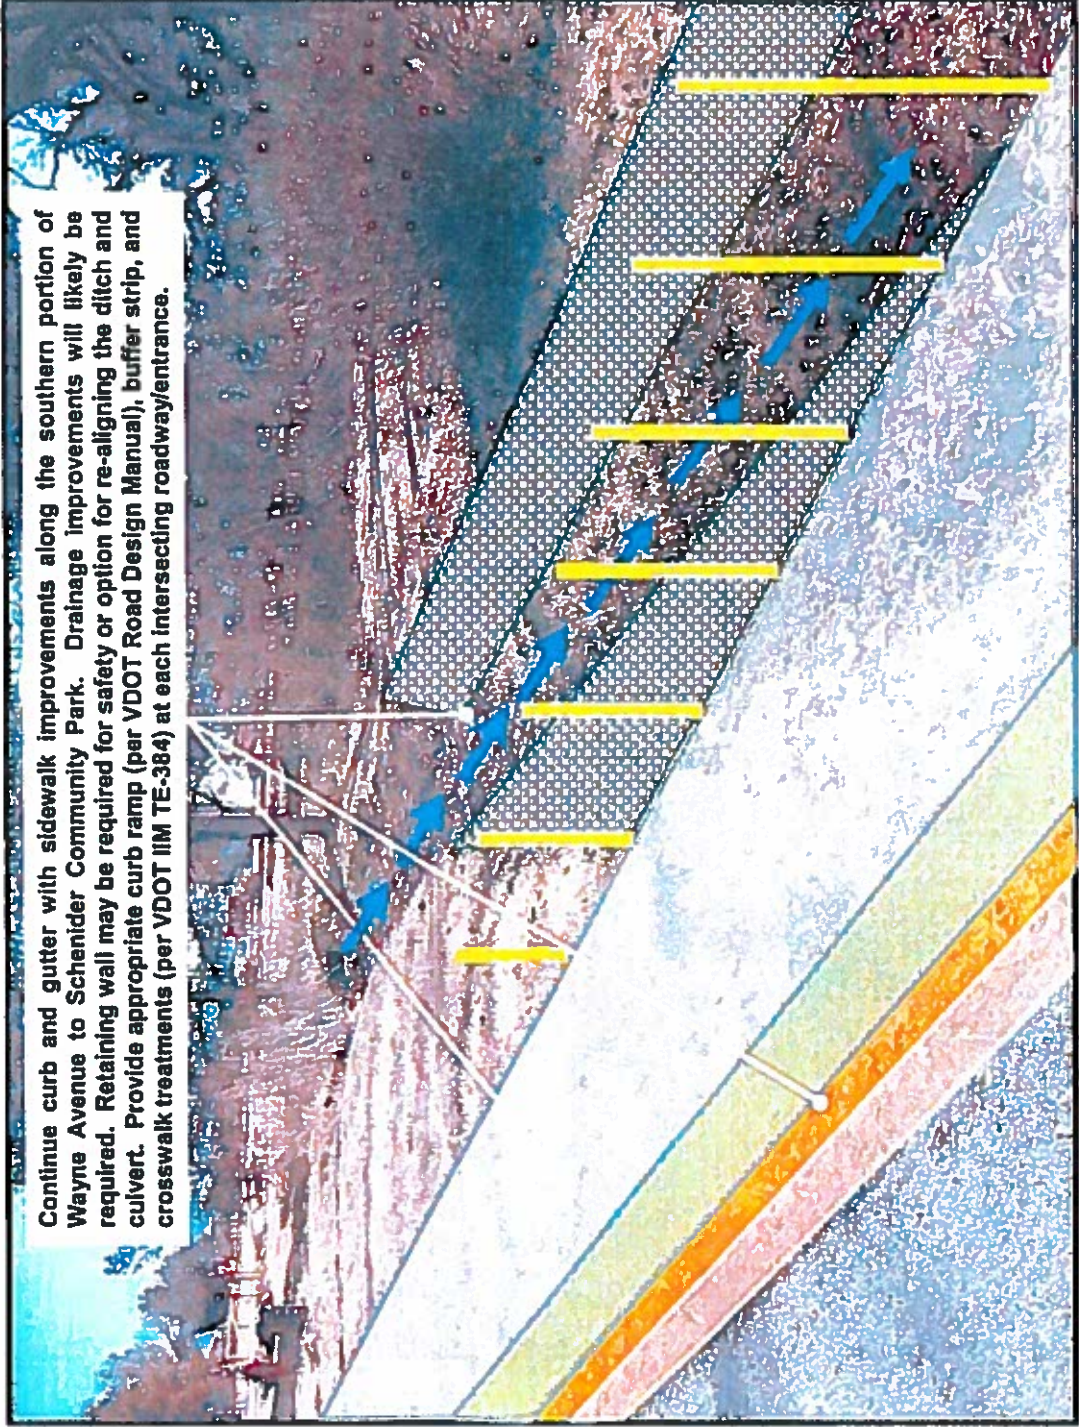 Continue curb and gutter with sidewalk improvements along the southern portion of
Wayne Avenue to Schenider Community Park. Drainage improvements will likely be
required. Retaining wall may be required for safety or option for re-aligning the ditch and
culvert. Provide appropriate curb ramp (per VDOT Road Design Manual), buffer strip, and
crosswalk treatments (per VDOT IIM TE-384) at each intersecting roadway/entrance.